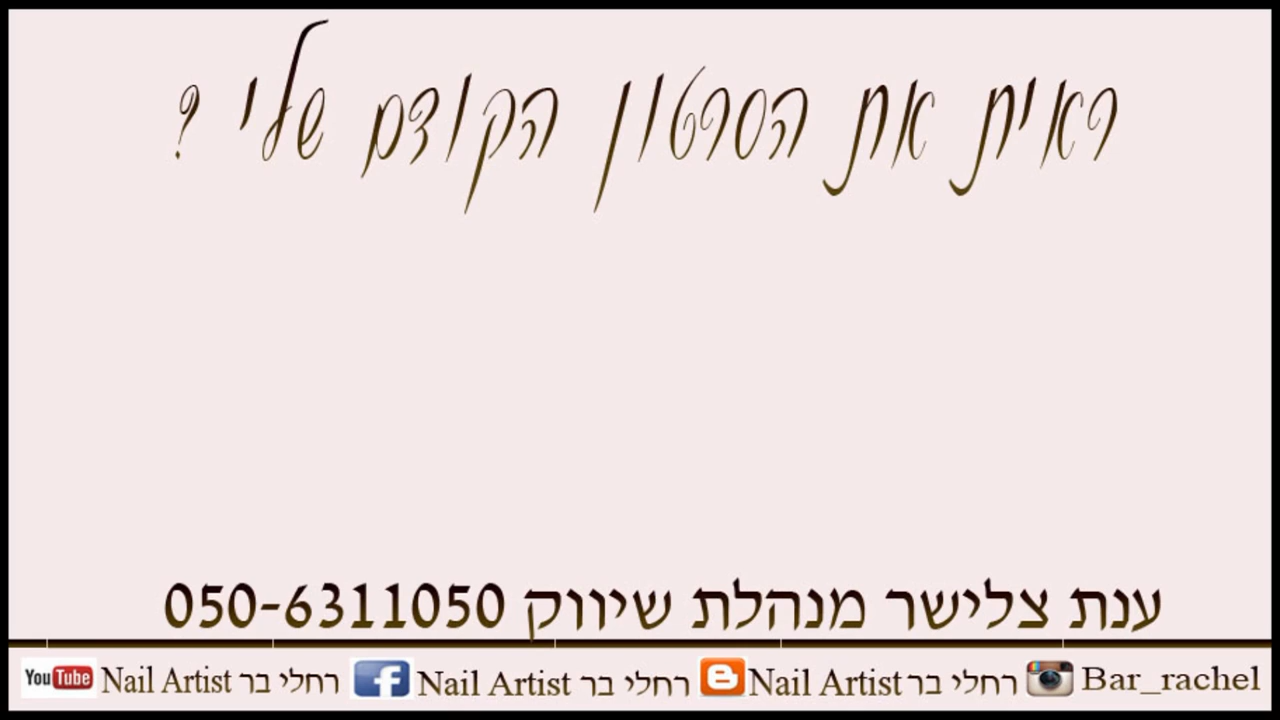 ראית את הסרטון הקודם שלי ?
ענת צלישר מנהלת שיווק 050-6311050
YouTube Nail Artist רחלי בר Nail Artist רחלי בר Nail Artist רחלי בר Bar_rachel